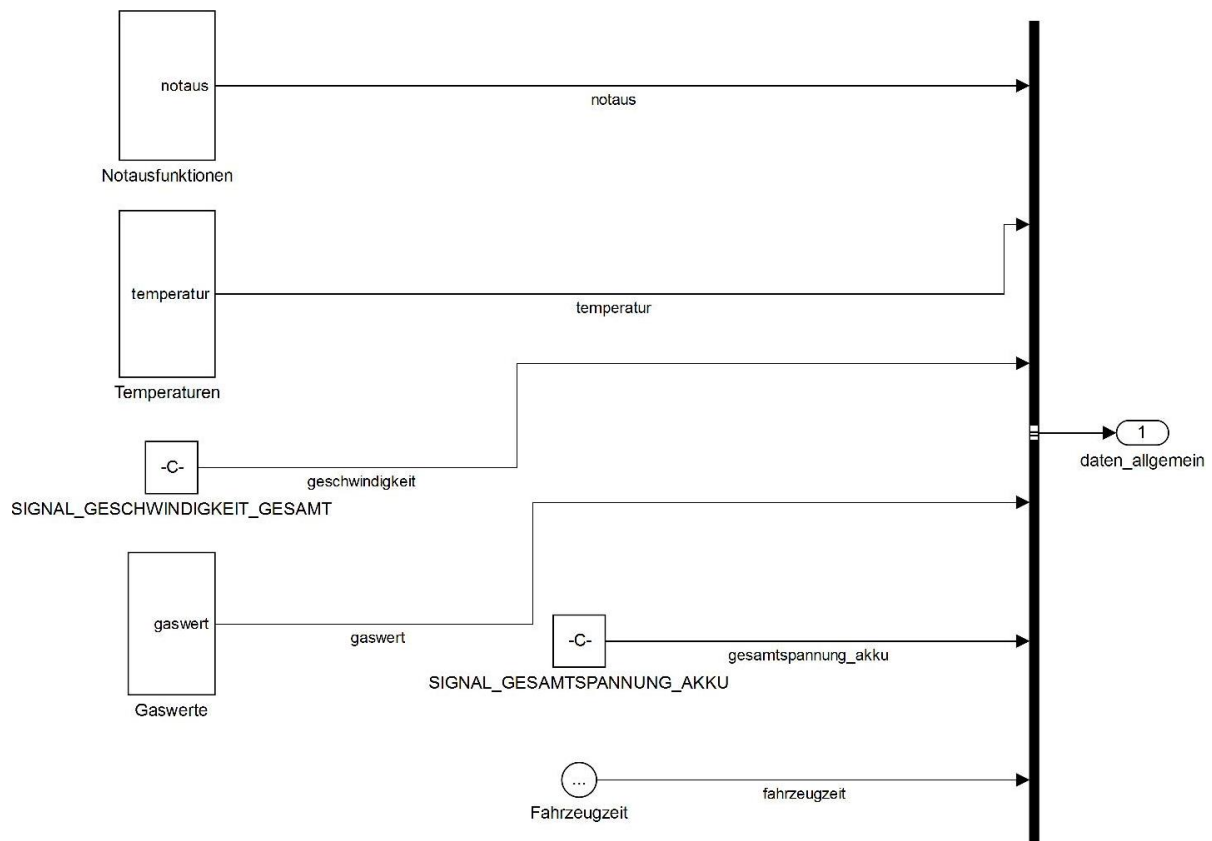 notaus
notaus
Notausfunktionen
temperatur
temperatur
Temperaturen
-C-
geschwindigkeit
SIGNAL_GESCHWINDIGKEIT_GESAMT
1
daten_allgemein
gaswert
gaswert
Gaswerte
-C-
gesamtspannung_akku
SIGNAL_GESAMTSPANNUNG_AKKU
...
fahrzeugzeit
Fahrzeugzeit